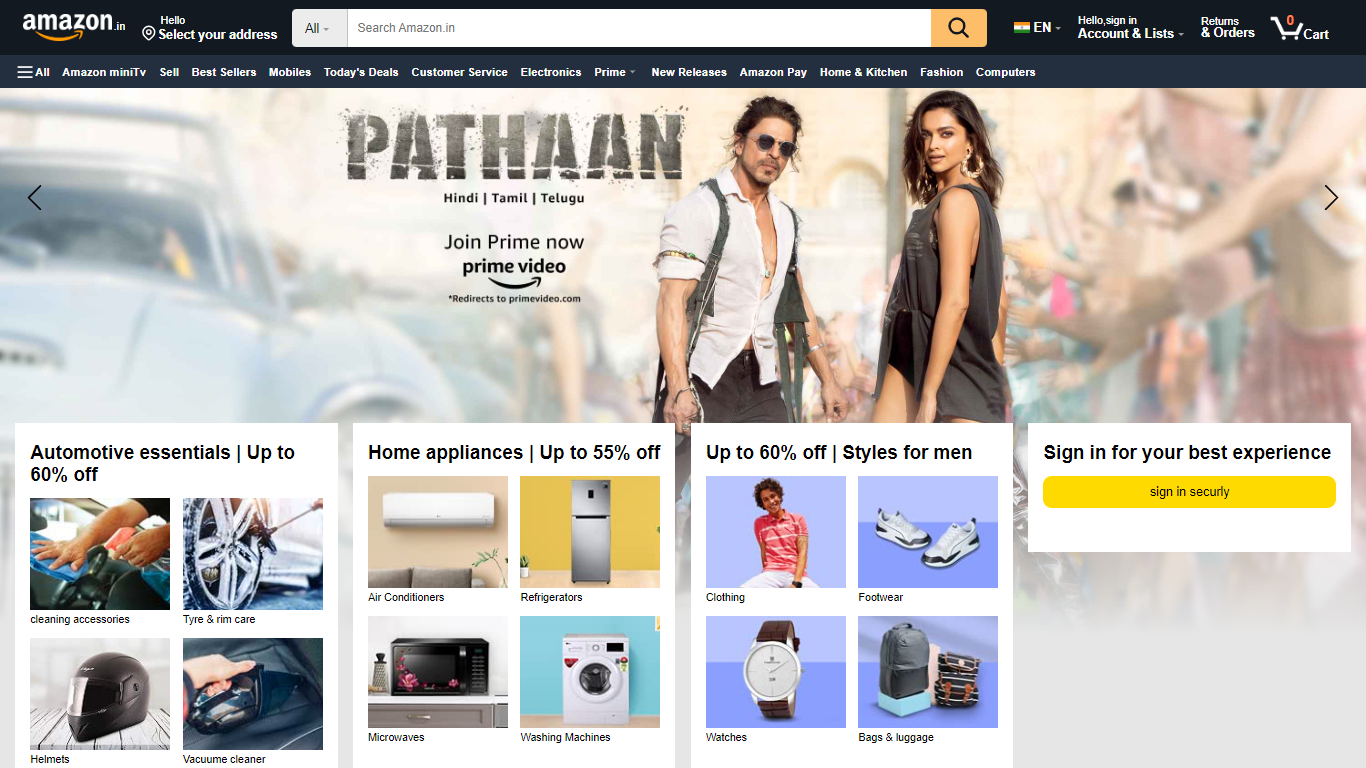 amazon.in
Hello
Select your address
All
Search Amazon.in
EN
Hello,sign in
Account & Lists
Returns
& Orders
0
Cart
All
Amazon miniTv
Sell
Best Sellers
Mobiles
Today's Deals
Customer Service
Electronics
Prime
New Releases
Amazon Pay
Home & Kitchen
Fashion
Computers
PATHAAN
Hindi | Tamil | Telugu
Join Prime now
prime video
*Redirects to primevideo.com
Automotive essentials | Up to
60% off
cleaning accessories
Tyre & rim care
Helmets
Vacuume cleaner
Home appliances | Up to 55% off
Air Conditioners
Refrigerators
Microwaves
Washing Machines
Up to 60% off | Styles for men
Clothing
Footwear
Watches
Bags & luggage
Sign in for your best experience
sign in securly